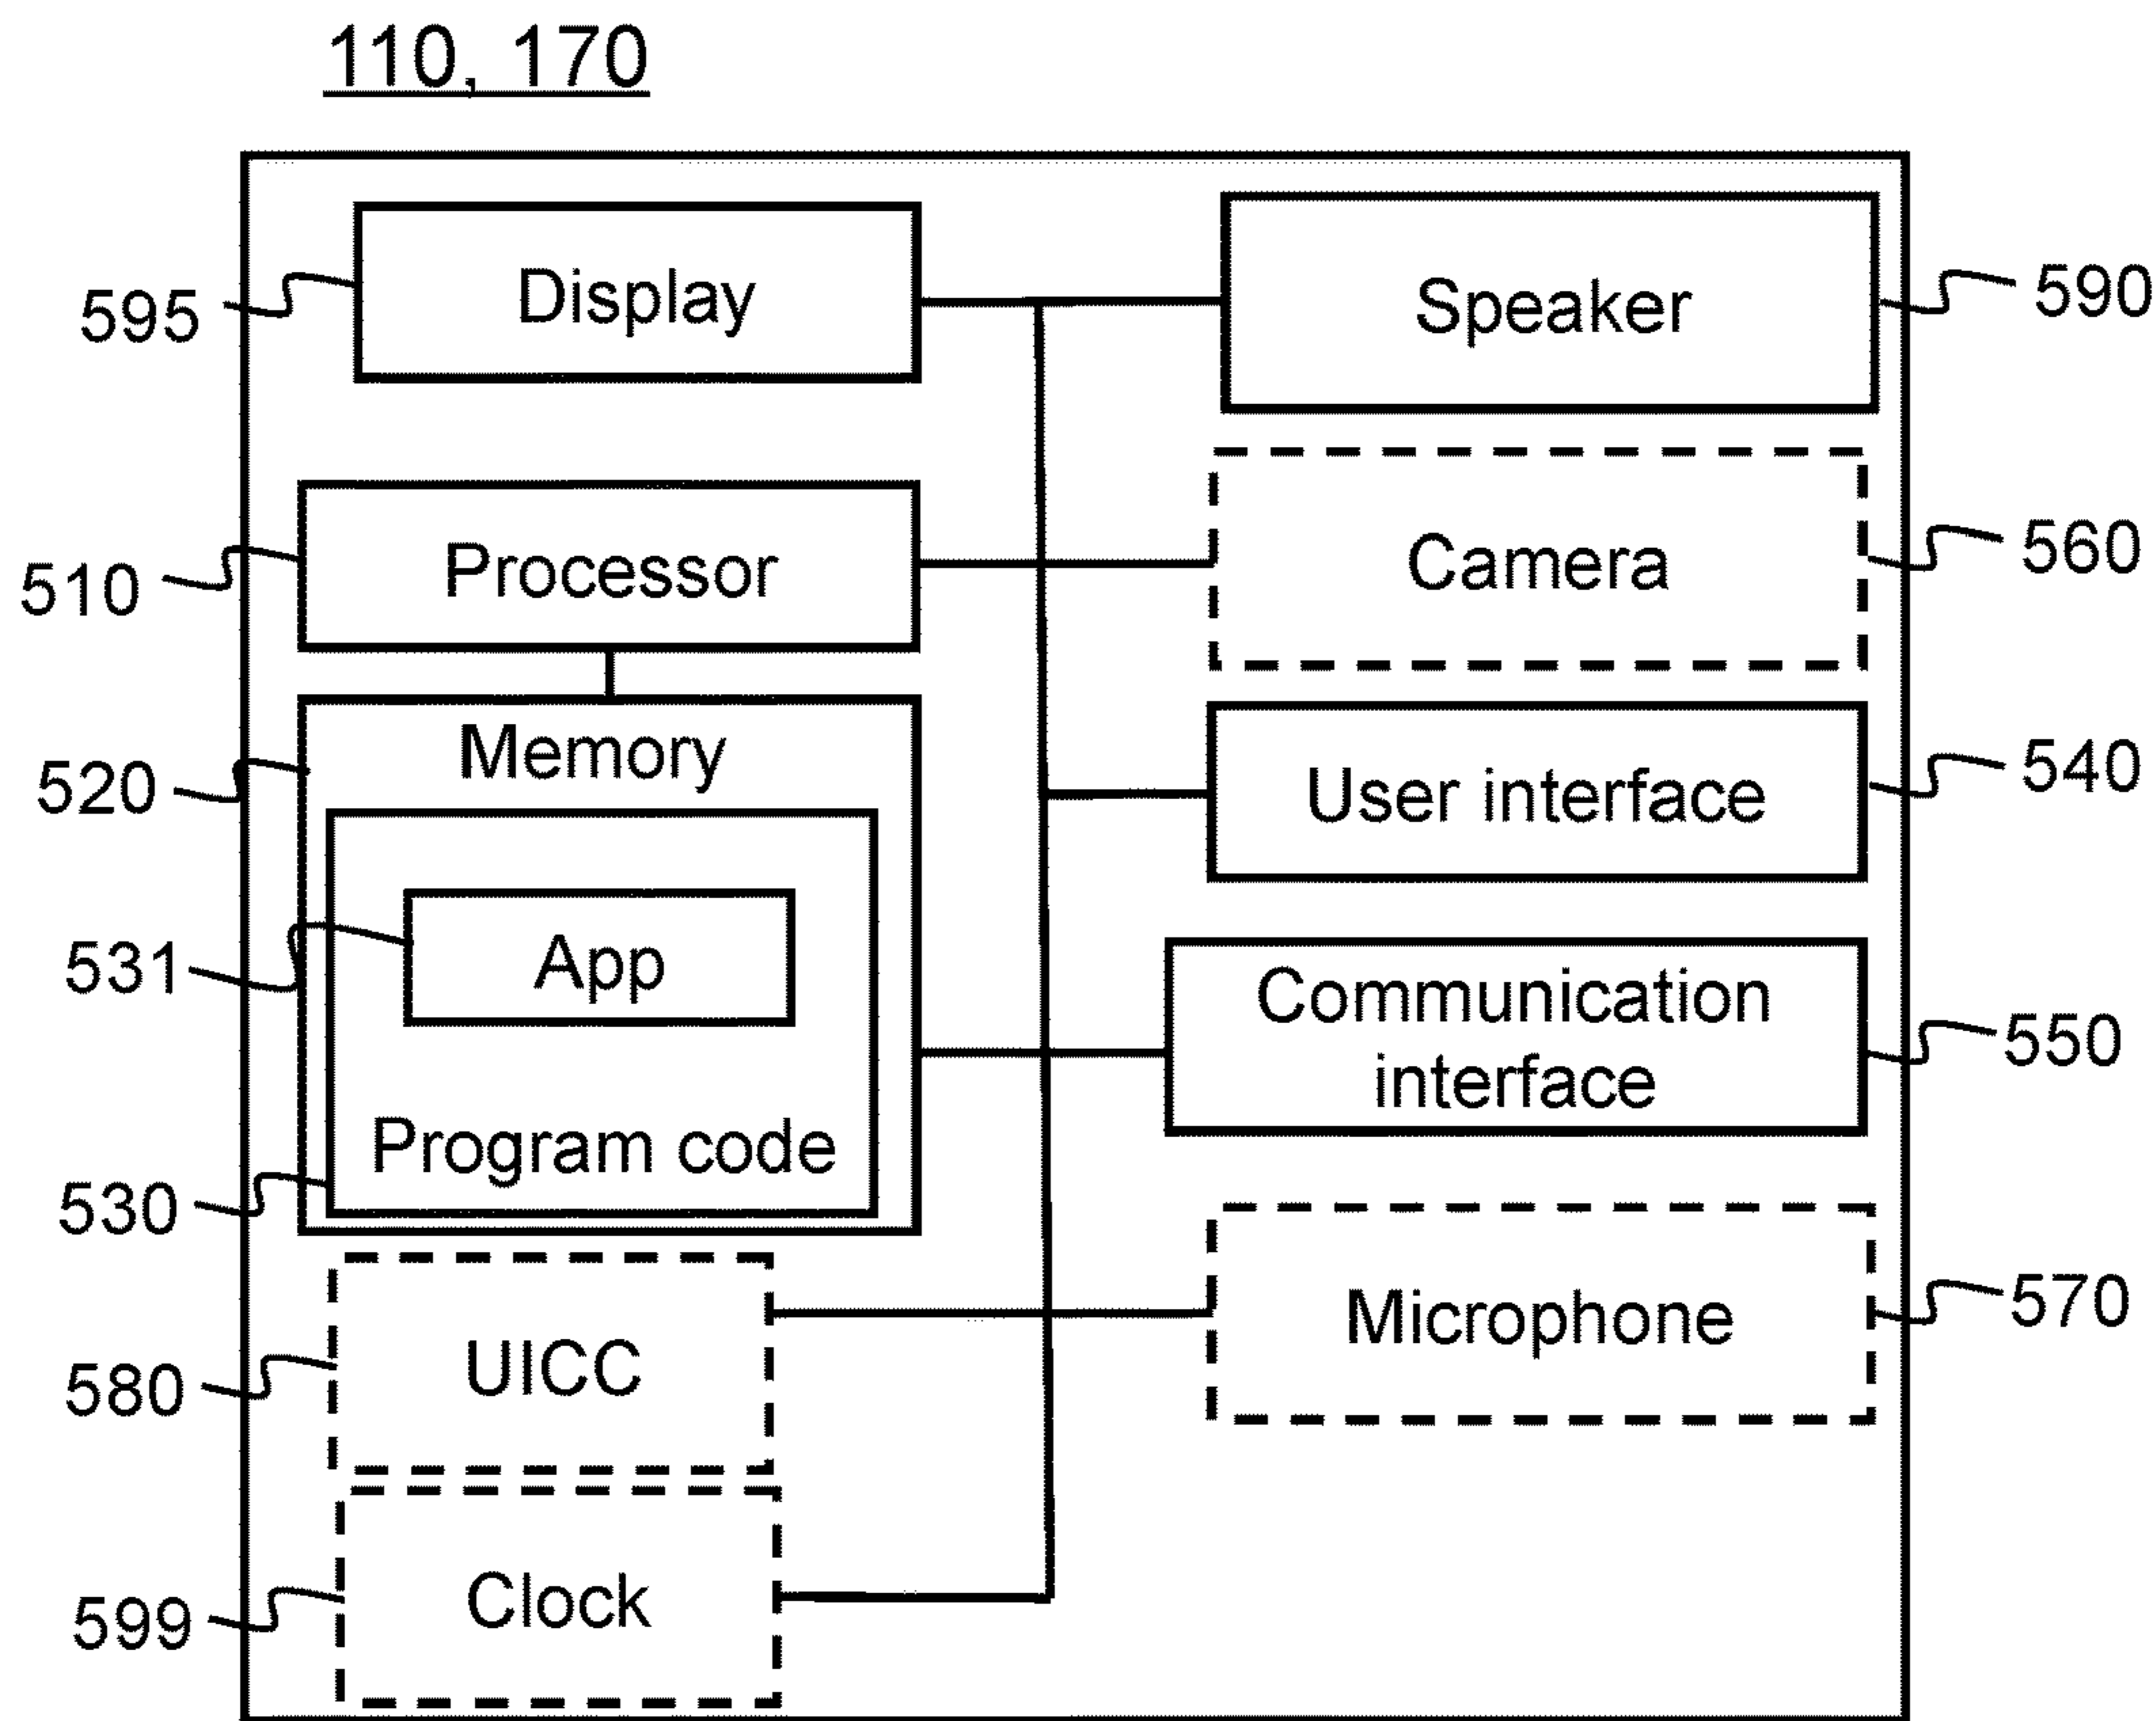 110, 170
Display
Speaker
595
590
Processor
Camera
510
560
Memory
520
User interface
540
App
531
Communication
interface
550
Program code
530
UICC
580
Microphone
570
Clock
599